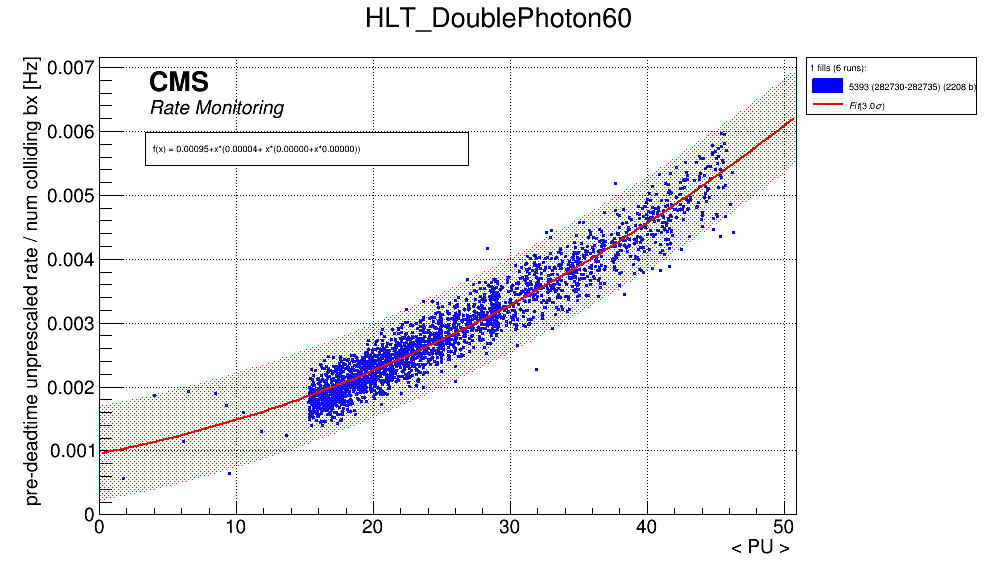 HLT_DoublePhoton60
pre-deadtime unprescaled rate / num colliding bx [Hz]
0.007
0.006
0.005
0.004
0.003
0.002
0.001
0
CMS
Rate Monitoring
f(x) = 0.00095+x*(0.00004+ x*(0.00000+x*0.00000))
1 fills (6 runs):
5393 (282730-282735) (2208 b)
Fit(3.0σ)
0 10 20 30 40 50
< PU >